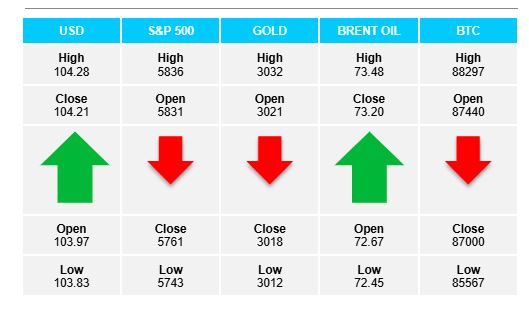 USD S&P 500 GOLD BRENT OIL BTC
High High High High High
104.28 5836 3032 73.48 88297
Close Open Open Close Open
104.21 5831 3021 73.20 87440
Open Close Close Open Close
103.97 5761 3018 72.67 87000
Low Low Low Low Low
103.83 5743 3012 72.45 85567